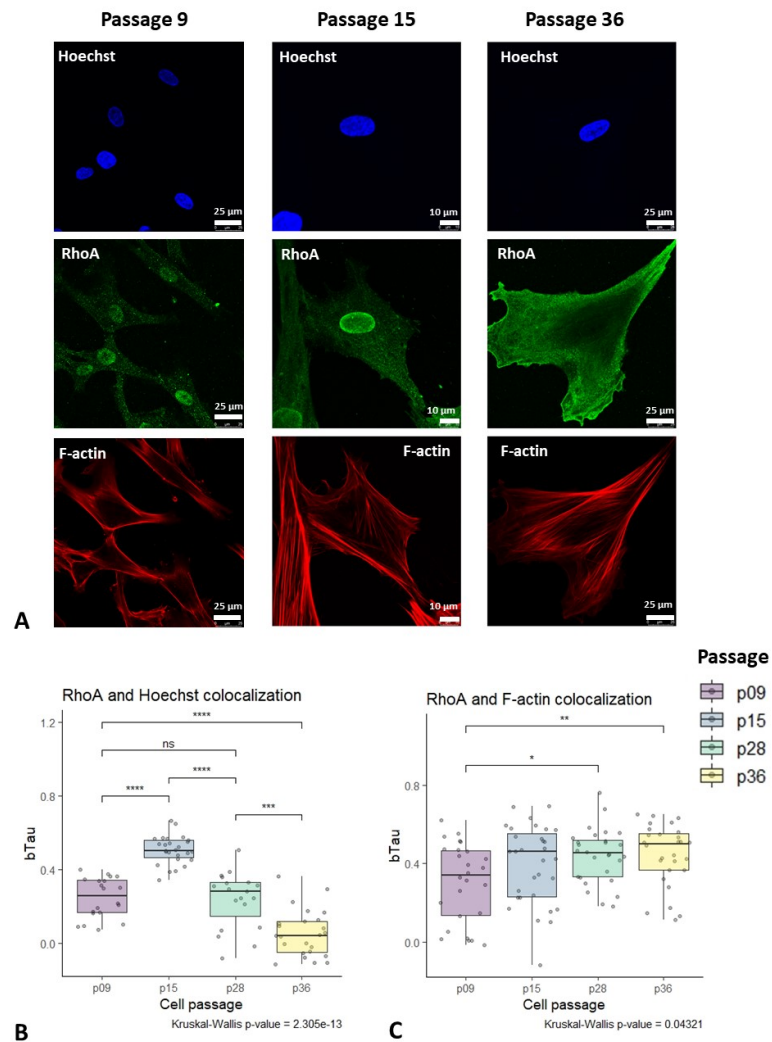 Passage 9 Passage 15 Passage 36
Hoechst Hoechst Hoechst
25 µm 10 µm 25 µm
RhoA RhoA RhoA
25 µm 10 µm 25 µm
F-actin F-actin F-actin
25 µm 10 µm 25 µm
A
Passage
p09
p15
p28
p36
RhoA and Hoechst colocalization
1.2
0.8
0.4
0.0
bTau
****
ns
**** ****
***
p09 p15 p28 p36
Cell passage
Kruskal-Wallis p-value = 2.305e-13
B
RhoA and F-actin colocalization
0.8
0.4
0.0
bTau
**
*
p09 p15 p28 p36
Cell passage
Kruskal-Wallis p-value = 0.04321
C